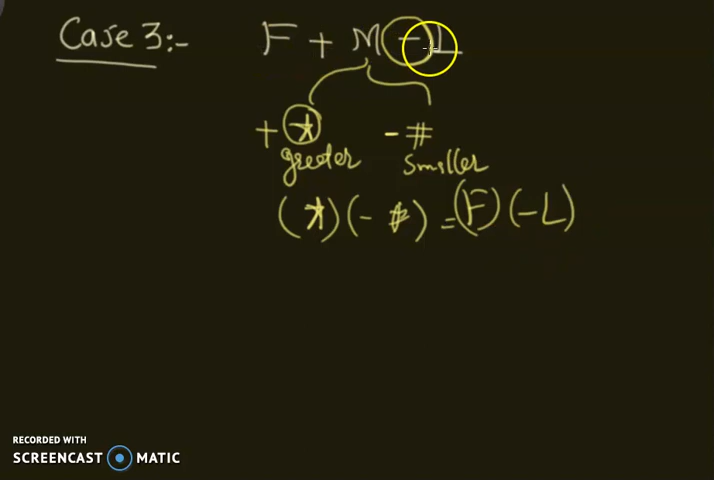 Case 3:- F + M - L
+ * - #
greater smaller
(*)(- #) = (F)(-L)
RECORDED WITH
SCREENCAST MATIC